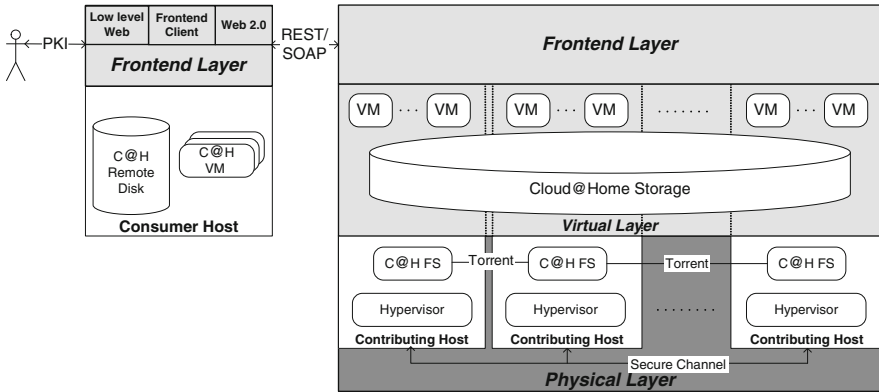 Low level Web
Frontend Client
Web 2.0
PKI
Frontend Layer
C@H Remote Disk
C@H VM
Consumer Host
REST/ SOAP
Frontend Layer
VM ··· VM
VM ··· VM
·······
VM ··· VM
Cloud@Home Storage
Virtual Layer
C@H FS
Torrent
C@H FS
Torrent
C@H FS
Hypervisor
Hypervisor
········
Hypervisor
Contributing Host
Contributing Host
Contributing Host
Secure Channel
Physical Layer